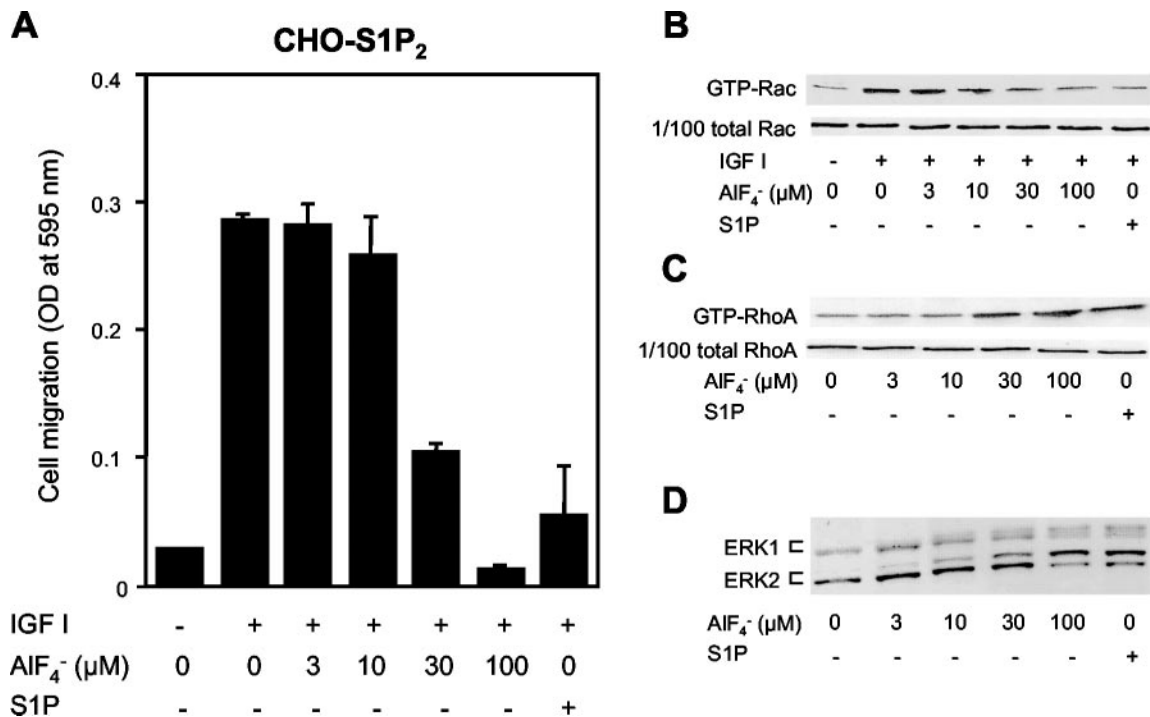 A
CHO-S1P₂
0.4
0.3
0.2
0.1
0
Cell migration (OD at 595 nm)
IGF I - + + + + + +
AlF₄⁻ (µM) 0 0 3 10 30 100 0
S1P - - - - - - +
B
GTP-Rac
1/100 total Rac
IGF I - + + + + + +
AlF₄⁻ (µM) 0 0 3 10 30 100 0
S1P - - - - - - +
C
GTP-RhoA
1/100 total RhoA
AlF₄⁻ (µM) 0 3 10 30 100 0
S1P - - - - - +
D
ERK1
ERK2
AlF₄⁻ (µM) 0 3 10 30 100 0
S1P - - - - - +